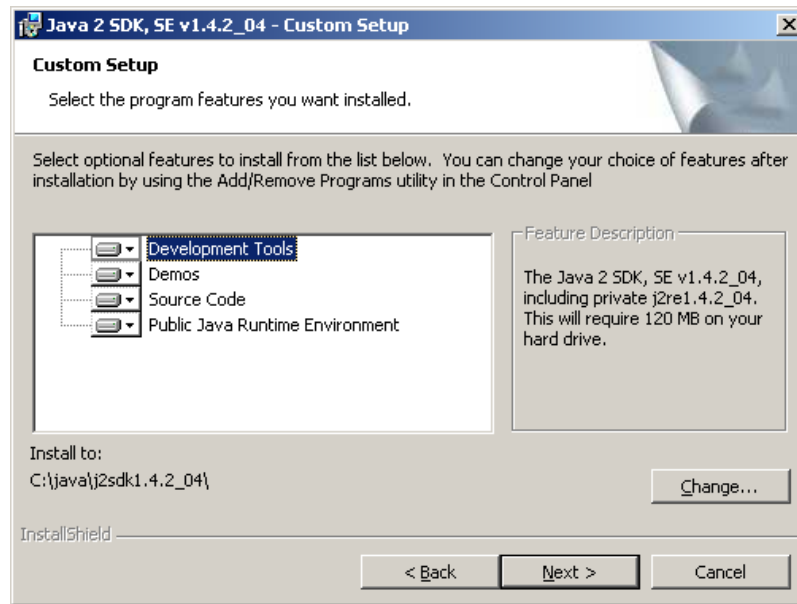 Java 2 SDK, SE v1.4.2_04 - Custom Setup
Custom Setup
Select the program features you want installed.
Select optional features to install from the list below. You can change your choice of features after
installation by using the Add/Remove Programs utility in the Control Panel
Development Tools
Demos
Source Code
Public Java Runtime Environment
Feature Description
The Java 2 SDK, SE v1.4.2_04,
including private j2re1.4.2_04.
This will require 120 MB on your
hard drive.
Install to:
C:\java\j2sdk1.4.2_04\
Change...
InstallShield
< Back
Next >
Cancel